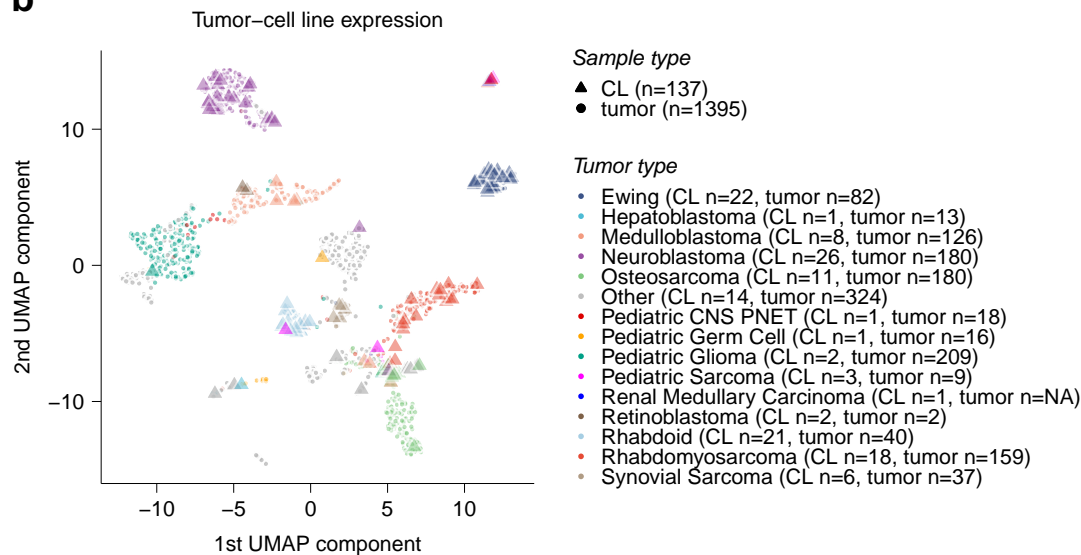 b
Tumor−cell line expression
2nd UMAP component
10
0
−10
−10
−5
0
5
10
1st UMAP component
Sample type
CL (n=137)
tumor (n=1395)
Tumor type
Ewing (CL n=22, tumor n=82)
Hepatoblastoma (CL n=1, tumor n=13)
Medulloblastoma (CL n=8, tumor n=126)
Neuroblastoma (CL n=26, tumor n=180)
Osteosarcoma (CL n=11, tumor n=180)
Other (CL n=14, tumor n=324)
Pediatric CNS PNET (CL n=1, tumor n=18)
Pediatric Germ Cell (CL n=1, tumor n=16)
Pediatric Glioma (CL n=2, tumor n=209)
Pediatric Sarcoma (CL n=3, tumor n=9)
Renal Medullary Carcinoma (CL n=1, tumor n=NA)
Retinoblastoma (CL n=2, tumor n=2)
Rhabdoid (CL n=21, tumor n=40)
Rhabdomyosarcoma (CL n=18, tumor n=159)
Synovial Sarcoma (CL n=6, tumor n=37)